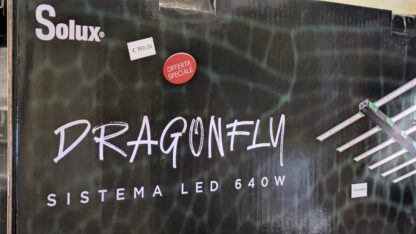 Solux®
€ 399,00
OFFERTA
SPECIALE
DRAGONFLY
SISTEMA LED 640W